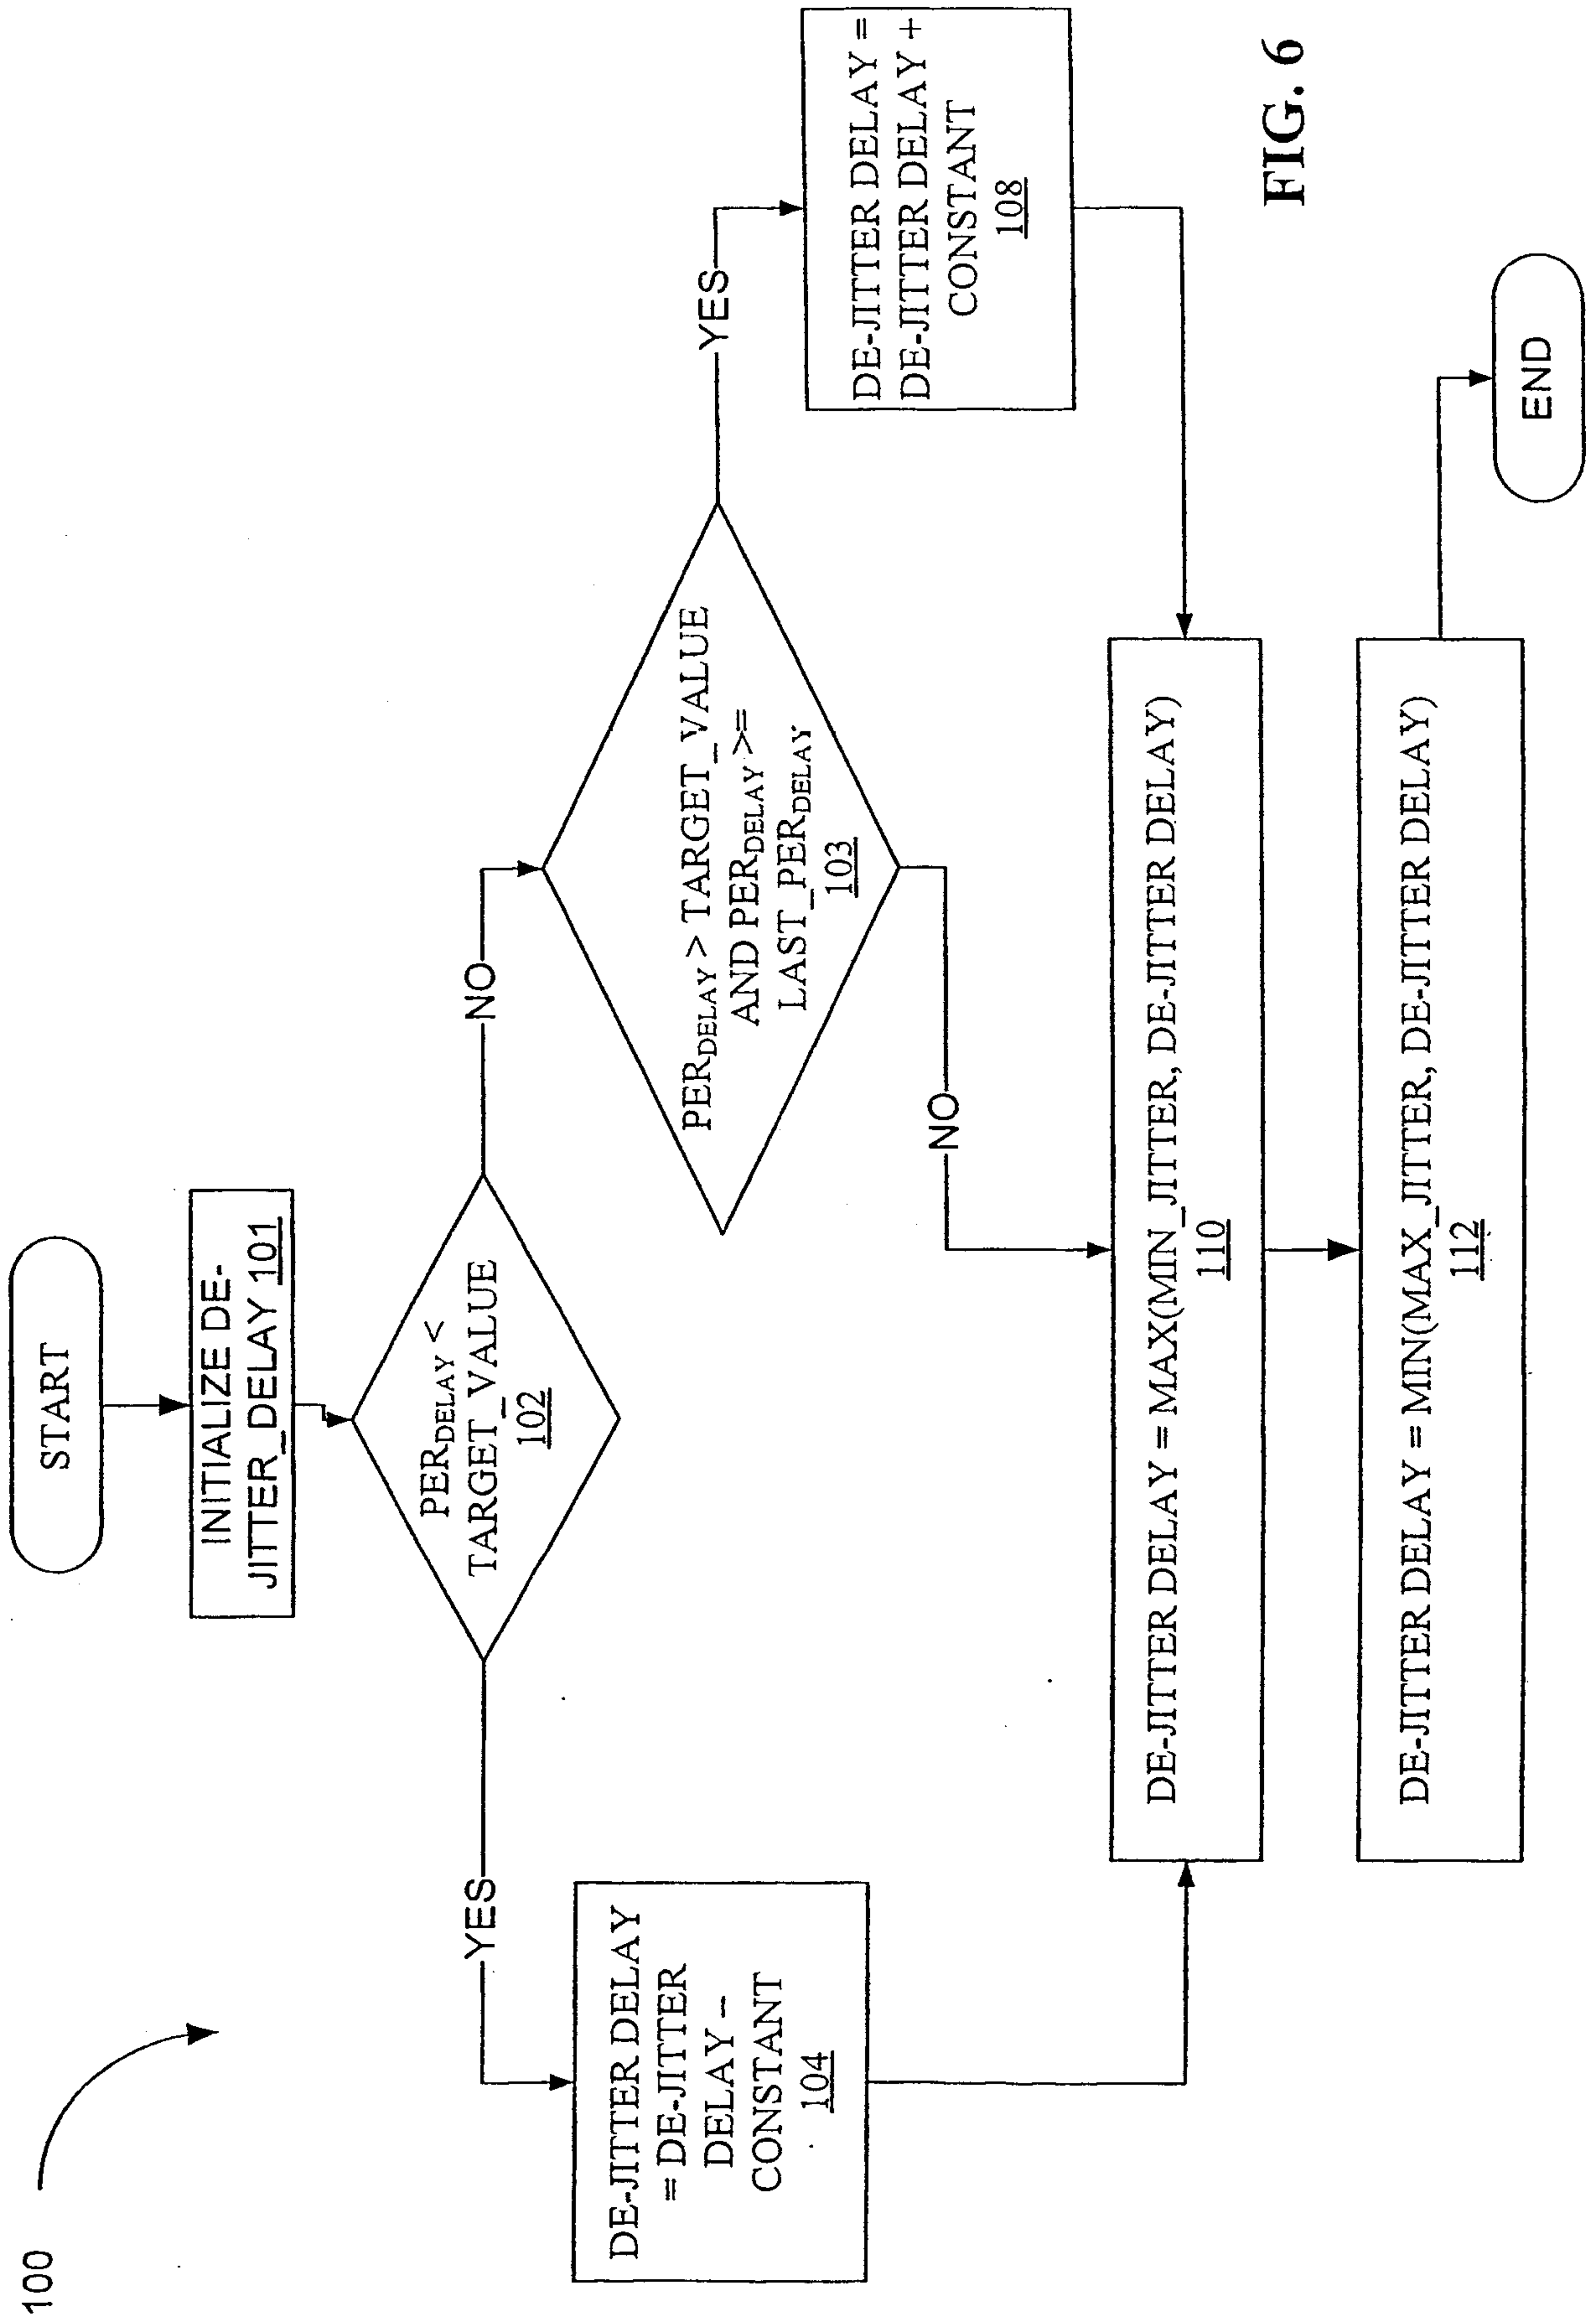 100
START
INITIALIZE DE-
JITTER_DELAY 101
PERDELAY <
TARGET_VALUE
102
YES
NO
DE-JITTER DELAY
= DE-JITTER
DELAY –
CONSTANT
104
PERDELAY > TARGET_VALUE
AND PERDELAY >=
LAST_PERDELAY
103
YES
NO
DE-JITTER DELAY =
DE-JITTER DELAY +
CONSTANT
108
DE-JITTER DELAY = MAX(MIN_JITTER, DE-JITTER DELAY)
110
DE-JITTER DELAY = MIN(MAX_JITTER, DE-JITTER DELAY)
112
END
FIG. 6